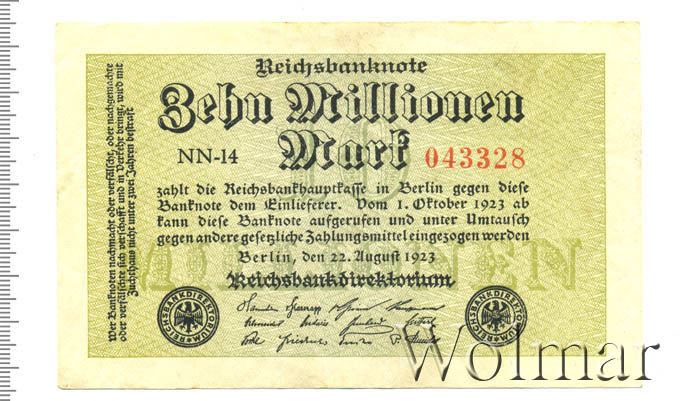 Reichsbanknote
Zehn Millionen
Mark
NN-14
043328
zahlt die Reichsbankhauptkasse in Berlin gegen diese
Banknote dem Einlieferer. Vom 1. Oktober 1923 ab
kann diese Banknote aufgerufen und unter Umtausch
gegen andere gesetzliche Zahlungsmittel eingezogen werden
Berlin, den 22. August 1923
Reichsbankdirektorium
MILLIONEN
REICHSBANKDIREKTORIUM
REICHSBANKDIREKTORIUM
Wer Banknoten nachmacht oder verfälscht, oder nachgemachte
oder verfälschte sich verschafft und in Verkehr bringt, wird mit
Zuchthaus nicht unter zwei Jahren bestraft
Wolmar